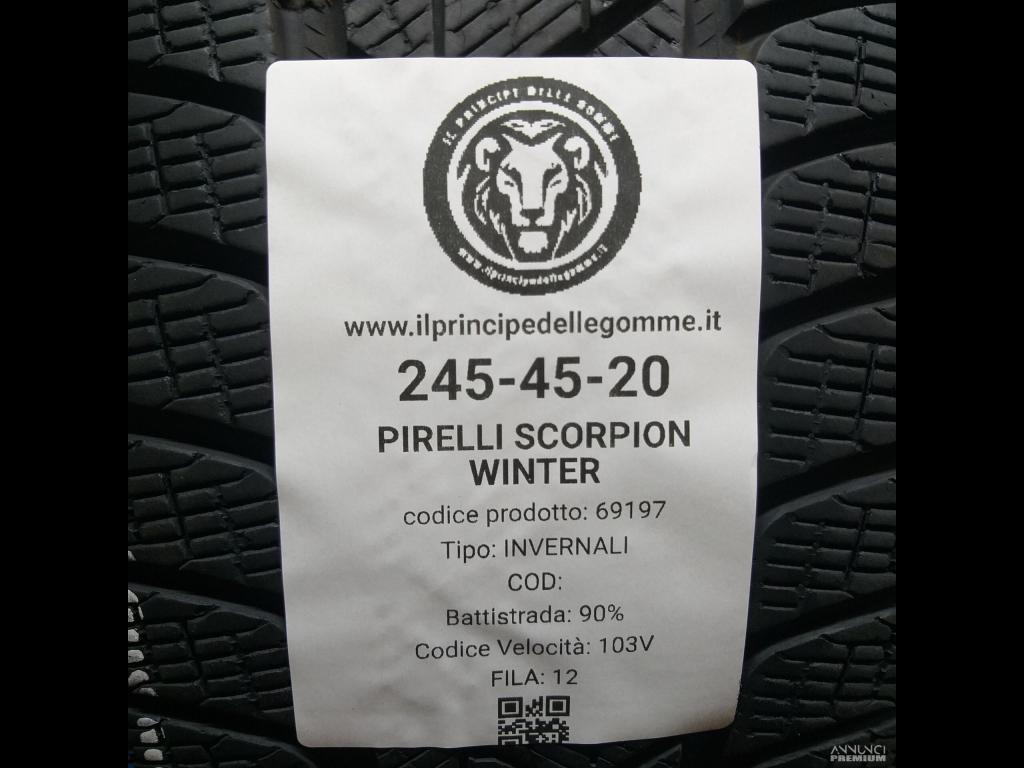 IL PRINCIPE DELLE GOMME
www.ilprincipedellegomme.it
www.ilprincipedellegomme.it
245-45-20
PIRELLI SCORPION
WINTER
codice prodotto: 69197
Tipo: INVERNALI
COD:
Battistrada: 90%
Codice Velocità: 103V
FILA: 12
ANNUNCI
PREMIUM